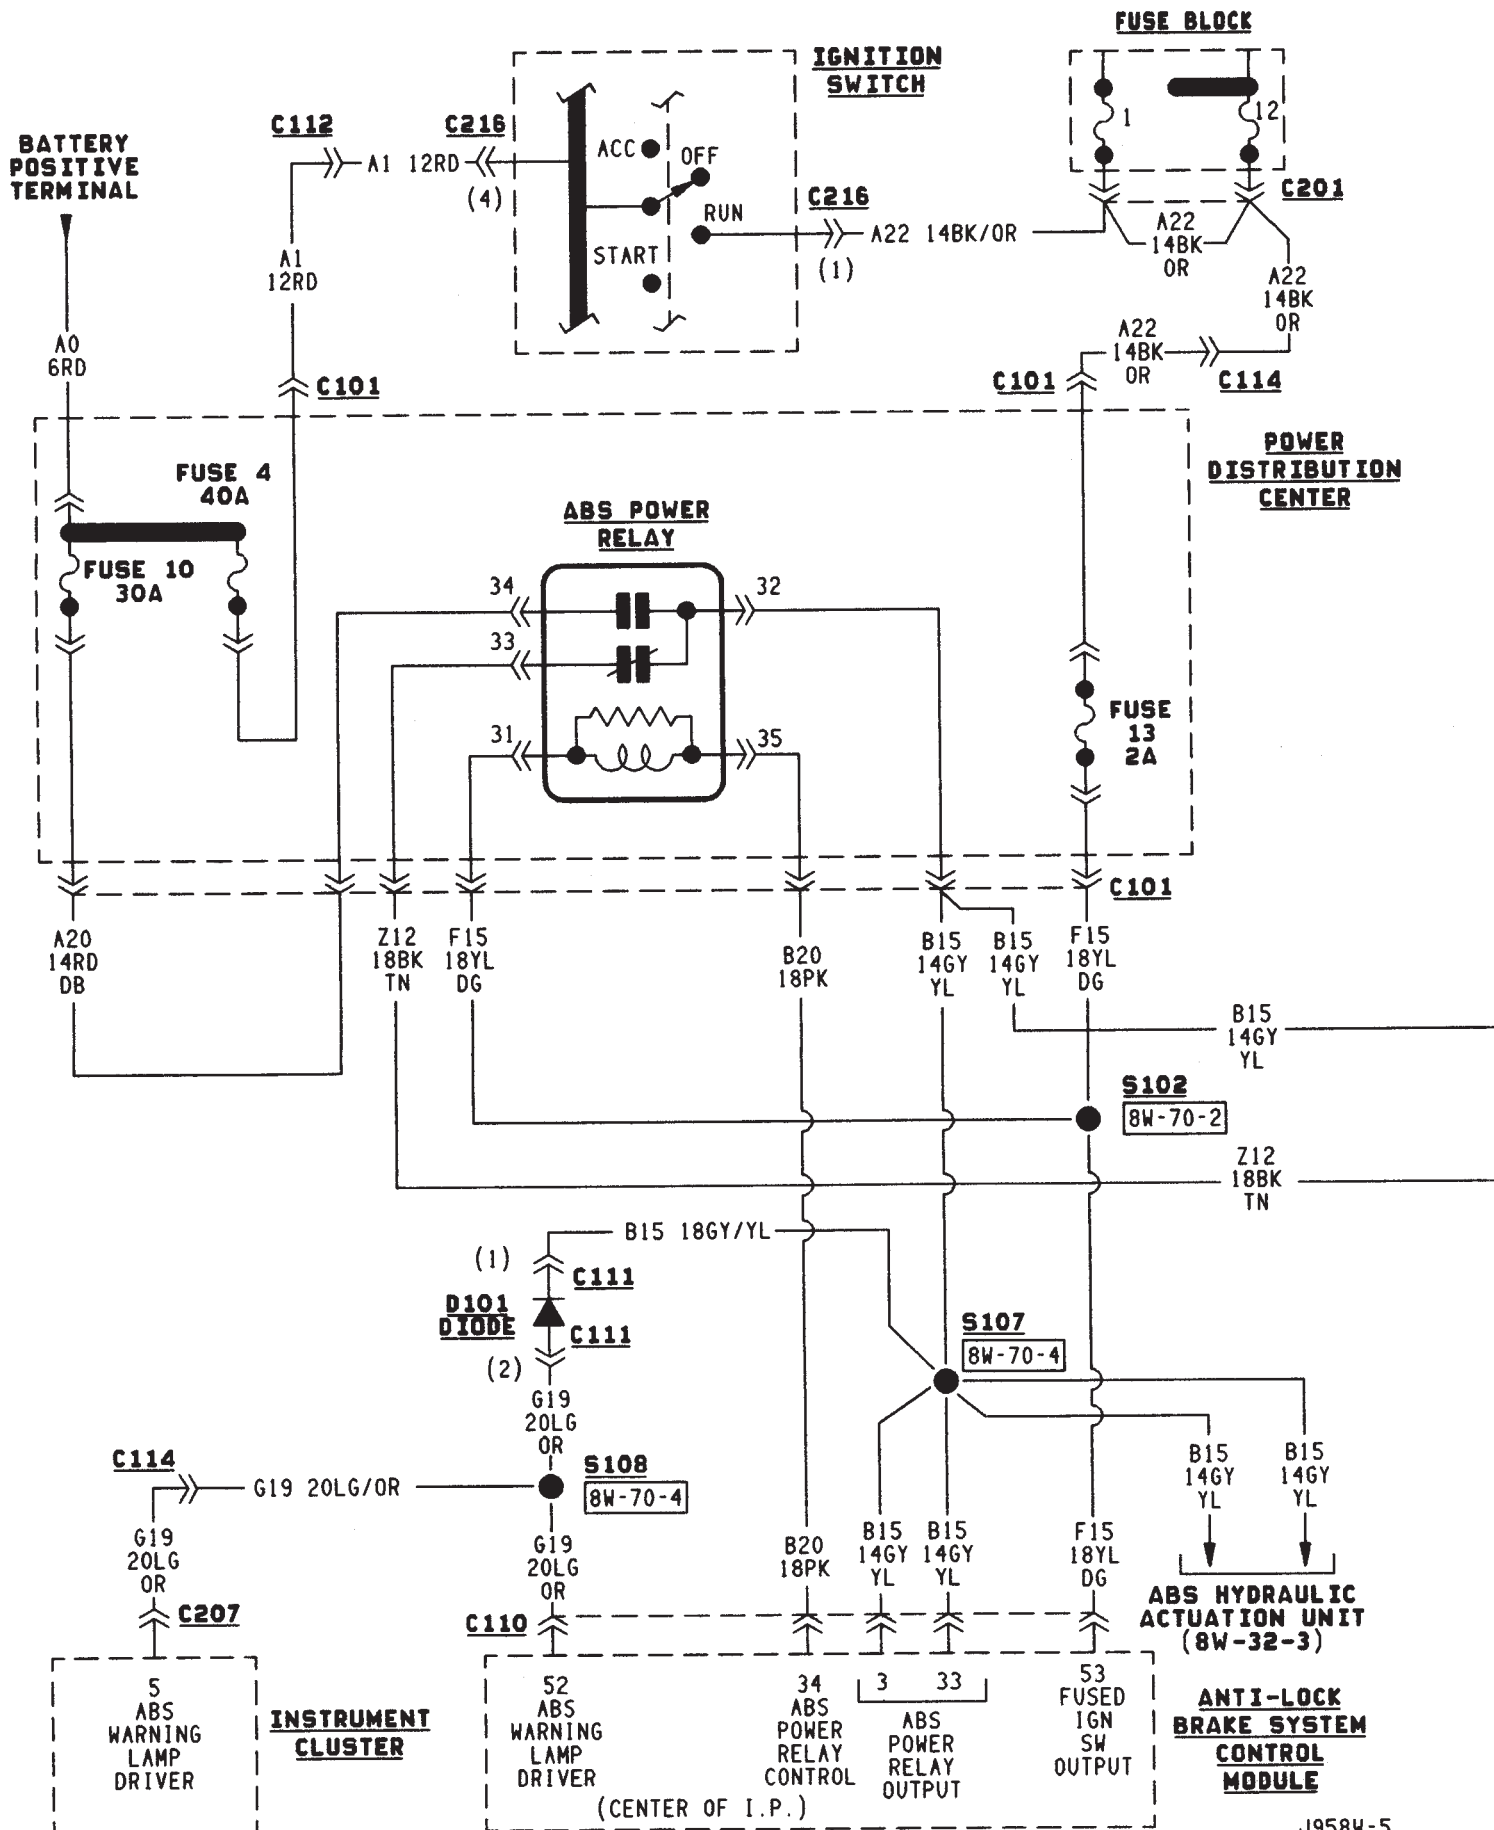 FUSE BLOCK
1
12
IGNITION
SWITCH
C112
C216
A1 12RD
(4)
ACC
OFF
RUN
START
C216
A22 14BK/OR
(1)
C201
A22
14BK
OR
A22
14BK
OR
BATTERY
POSITIVE
TERMINAL
A1
12RD
A0
6RD
C101
C101
A22
14BK
OR
C114
POWER
DISTRIBUTION
CENTER
FUSE 4
40A
FUSE 10
30A
ABS POWER
RELAY
34
32
33
31
35
FUSE
13
2A
C101
A20
14RD
DB
Z12
18BK
TN
F15
18YL
DG
B20
18PK
B15
14GY
YL
B15
14GY
YL
F15
18YL
DG
B15
14GY
YL
S102
8W-70-2
Z12
18BK
TN
B15 18GY/YL
(1)
C111
D101
DIODE
C111
(2)
S107
8W-70-4
G19
20LG
OR
C114
G19 20LG/OR
S108
8W-70-4
B15
14GY
YL
B15
14GY
YL
G19
20LG
OR
G19
20LG
OR
B20
18PK
B15
14GY
YL
B15
14GY
YL
F15
18YL
DG
ABS HYDRAULIC
ACTUATION UNIT
(8W-32-3)
C207
C110
5
ABS
WARNING
LAMP
DRIVER
INSTRUMENT
CLUSTER
52
ABS
WARNING
LAMP
DRIVER
34
ABS
POWER
RELAY
CONTROL
3
33
ABS
POWER
RELAY
OUTPUT
53
FUSED
IGN
SW
OUTPUT
ANTI-LOCK
BRAKE SYSTEM
CONTROL
MODULE
(CENTER OF I.P.)
J958W-5